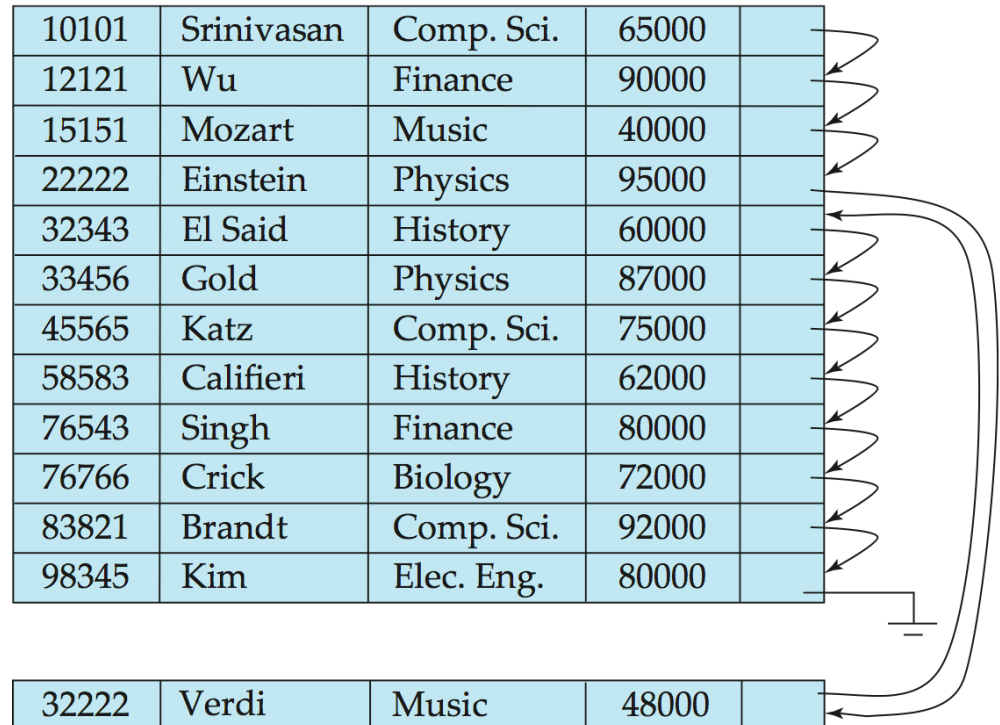 10101 Srinivasan Comp. Sci. 65000
12121 Wu Finance 90000
15151 Mozart Music 40000
22222 Einstein Physics 95000
32343 El Said History 60000
33456 Gold Physics 87000
45565 Katz Comp. Sci. 75000
58583 Califieri History 62000
76543 Singh Finance 80000
76766 Crick Biology 72000
83821 Brandt Comp. Sci. 92000
98345 Kim Elec. Eng. 80000
32222 Verdi Music 48000